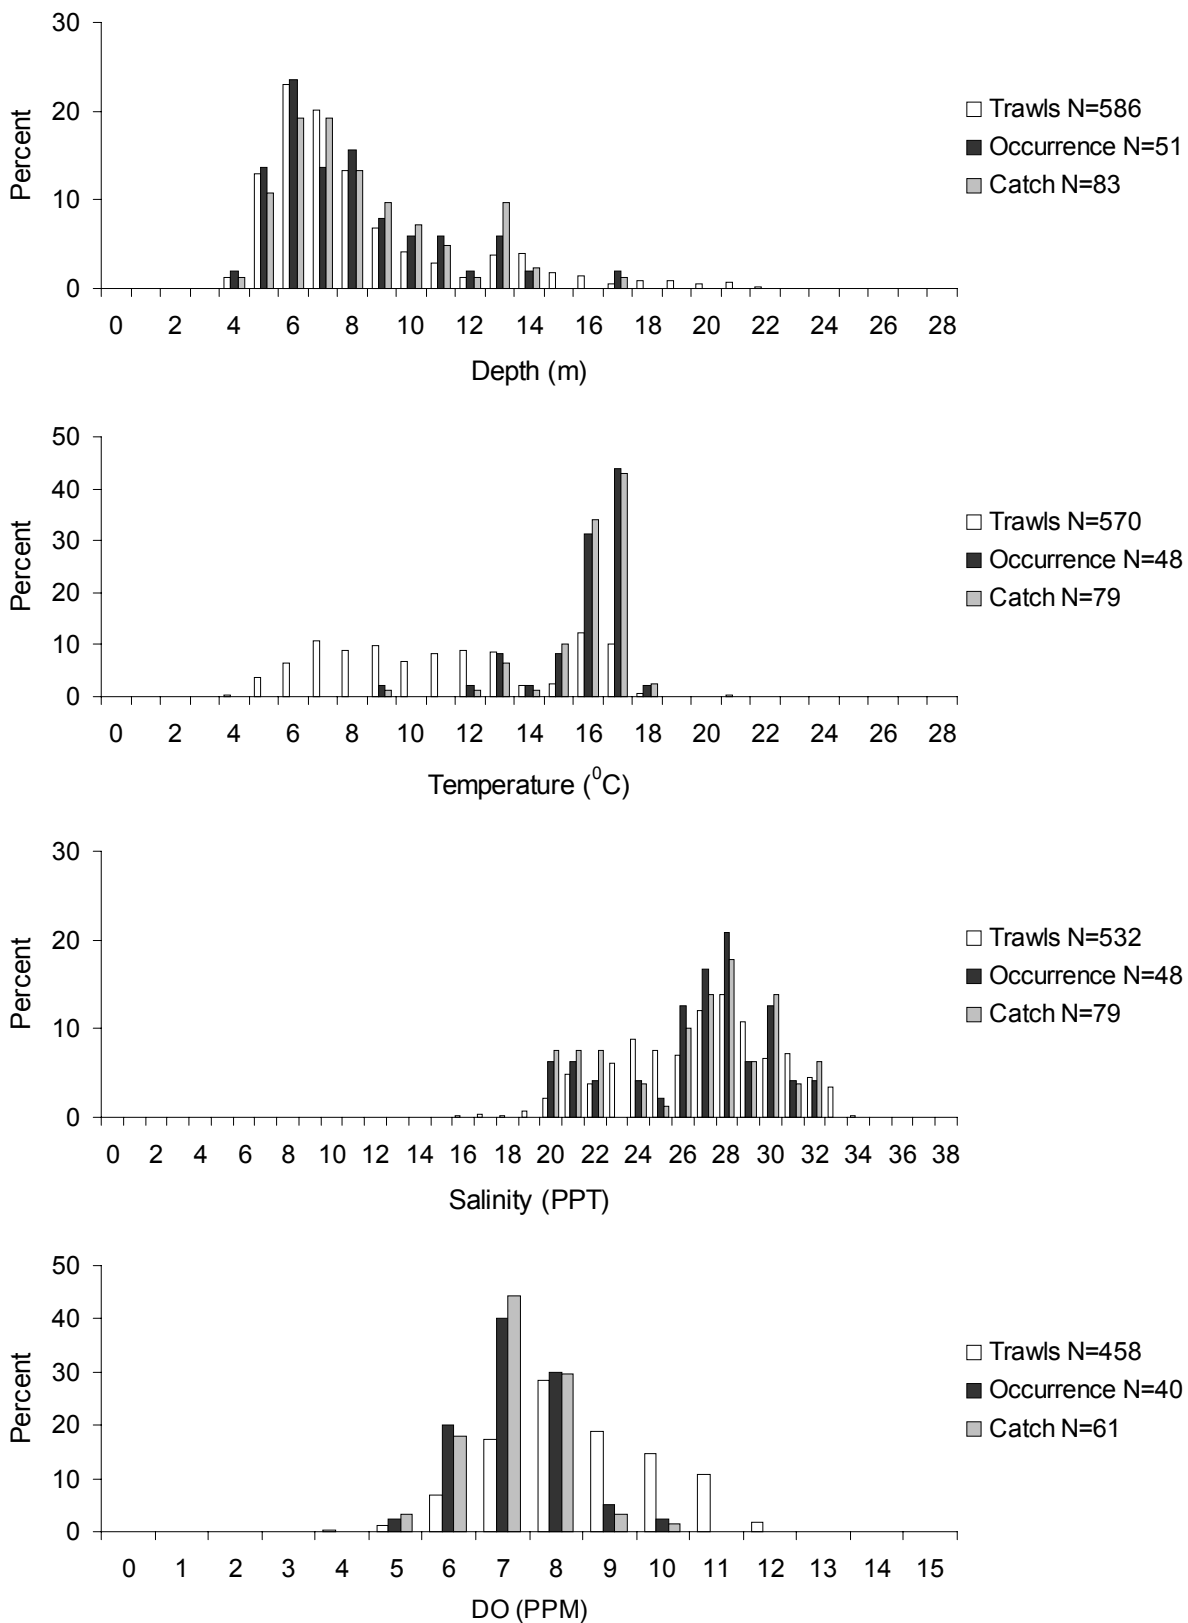 30
20
10
0
Percent
0 2 4 6 8 10 12 14 16 18 20 22 24 26 28
Depth (m)
Trawls N=586
Occurrence N=51
Catch N=83
50
40
30
20
10
0
Percent
0 2 4 6 8 10 12 14 16 18 20 22 24 26 28
Temperature (⁰C)
Trawls N=570
Occurrence N=48
Catch N=79
30
20
10
0
Percent
0 2 4 6 8 10 12 14 16 18 20 22 24 26 28 30 32 34 36 38
Salinity (PPT)
Trawls N=532
Occurrence N=48
Catch N=79
50
40
30
20
10
0
Percent
0 1 2 3 4 5 6 7 8 9 10 11 12 13 14 15
DO (PPM)
Trawls N=458
Occurrence N=40
Catch N=61